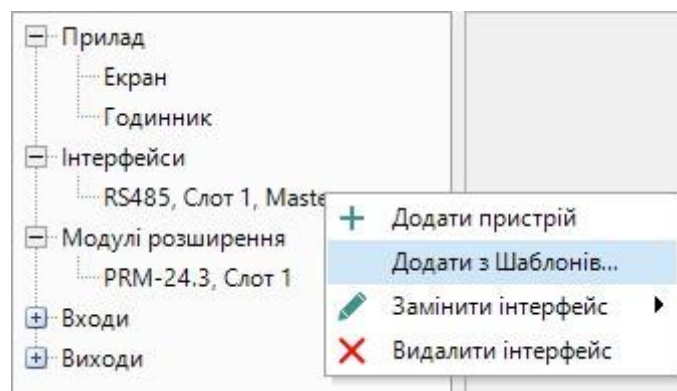 Прилад
Екран
Годинник
Інтерфейси
RS485, Слот 1, Maste
Модулі розширення
PRM-24.3, Слот 1
Входи
Виходи
Додати пристрій
Додати з Шаблонів...
Замінити інтерфейс
Видалити інтерфейс